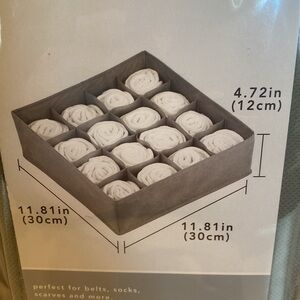 4.72in
(12cm)
11.81in
(30cm)
11.81in
(30cm)
perfect for belts, socks,
scarves and more